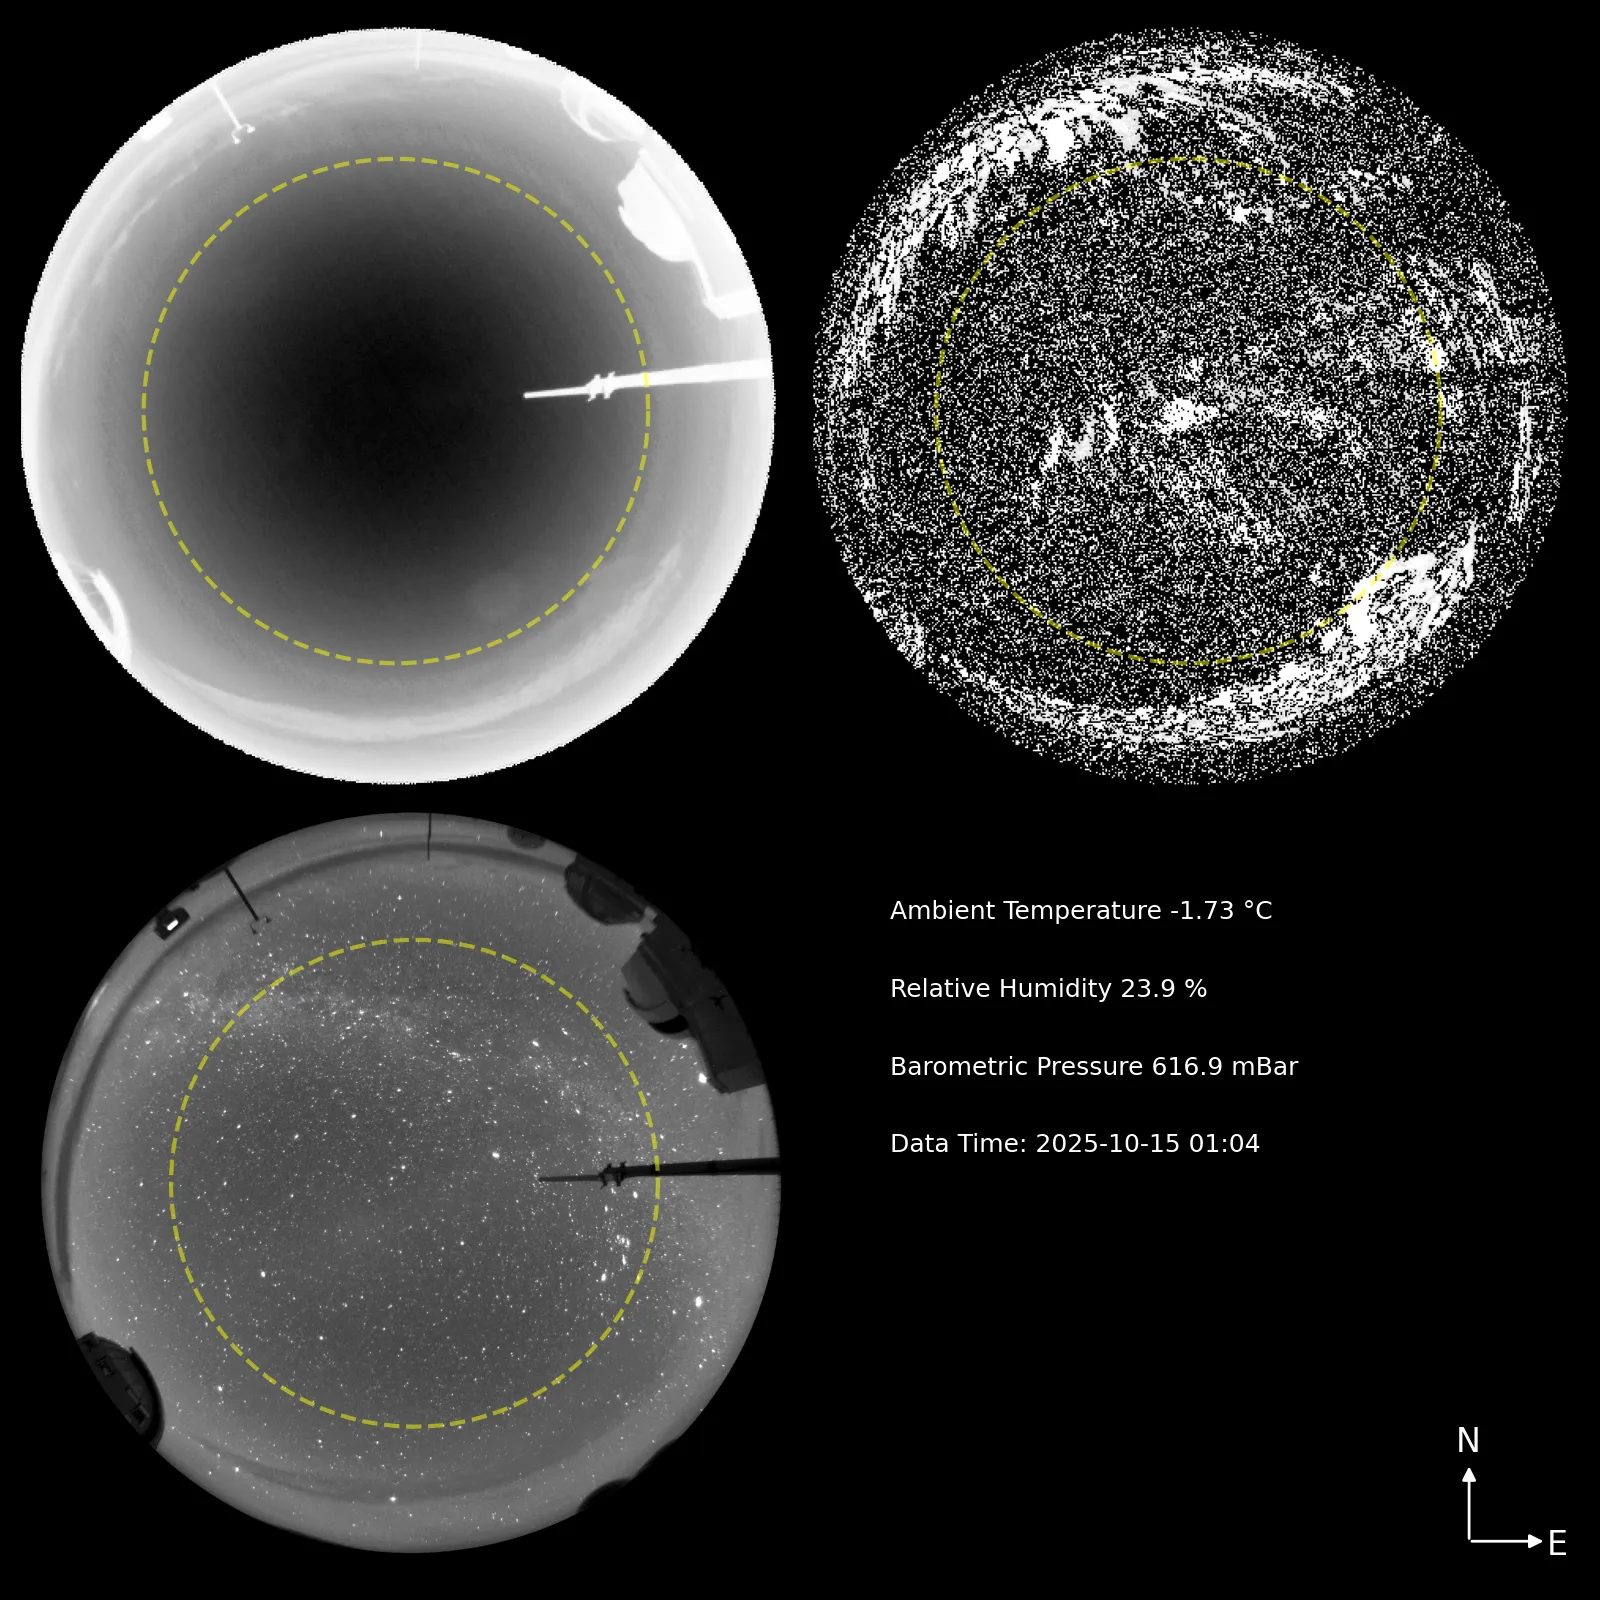 Ambient Temperature -1.73 °C
Relative Humidity 23.9 %
Barometric Pressure 616.9 mBar
Data Time: 2025-10-15 01:04
N
E